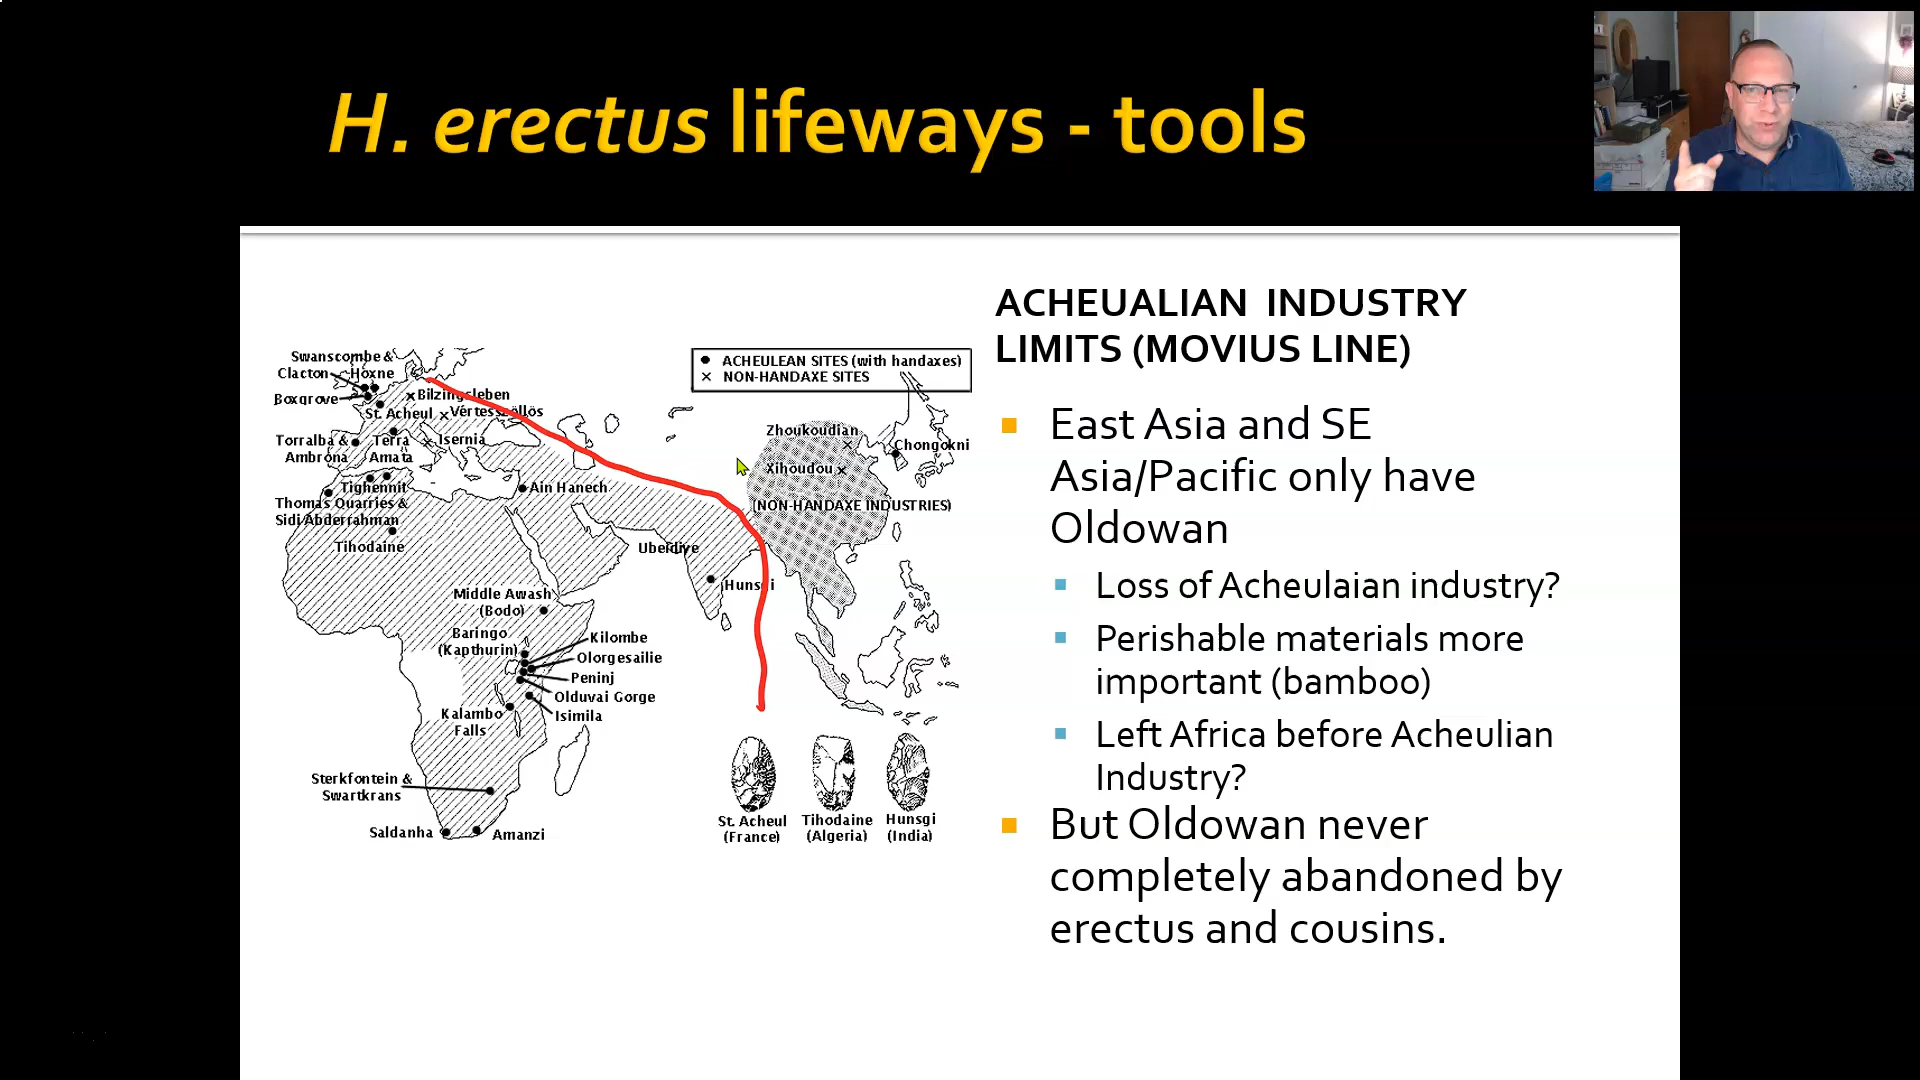 H. erectus lifeways - tools
Swanscombe &
Clacton Hoxne
Boxgrove
St. Acheul
Bilzingsleben
Vértesszöllös
Torralba &
Ambrona
Terra
Amata
Isernia
Tighennit
Thomas Quarries &
Sidi Abderrahman
Tihodaine
Ain Hanech
Ubeidiye
Hunsgi
Middle Awash
(Bodo)
Baringo
(Kapthurin)
Kilombe
Olorgesailie
Peninj
Olduvai Gorge
Isimila
Kalambo
Falls
Sterkfontein &
Swartkrans
Saldanha
Amanzi
ACHEULEAN SITES (with handaxes)
× NON-HANDAXE SITES
Zhoukoudian
Chongokni
Xihoudou
(NON-HANDAXE INDUSTRIES)
St. Acheul
(France)
Tihodaine
(Algeria)
Hunsgi
(India)
ACHEUALIAN INDUSTRY
LIMITS (MOVIUS LINE)
East Asia and SE
Asia/Pacific only have
Oldowan
Loss of Acheulaian industry?
Perishable materials more
important (bamboo)
Left Africa before Acheulian
Industry?
But Oldowan never
completely abandoned by
erectus and cousins.